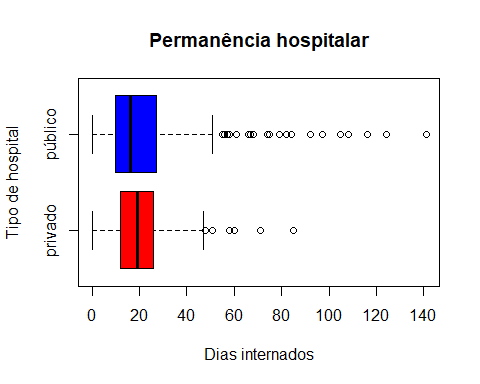 Permanência hospitalar
Tipo de hospital
público
privado
0 20 40 60 80 100 120 140
Dias internados